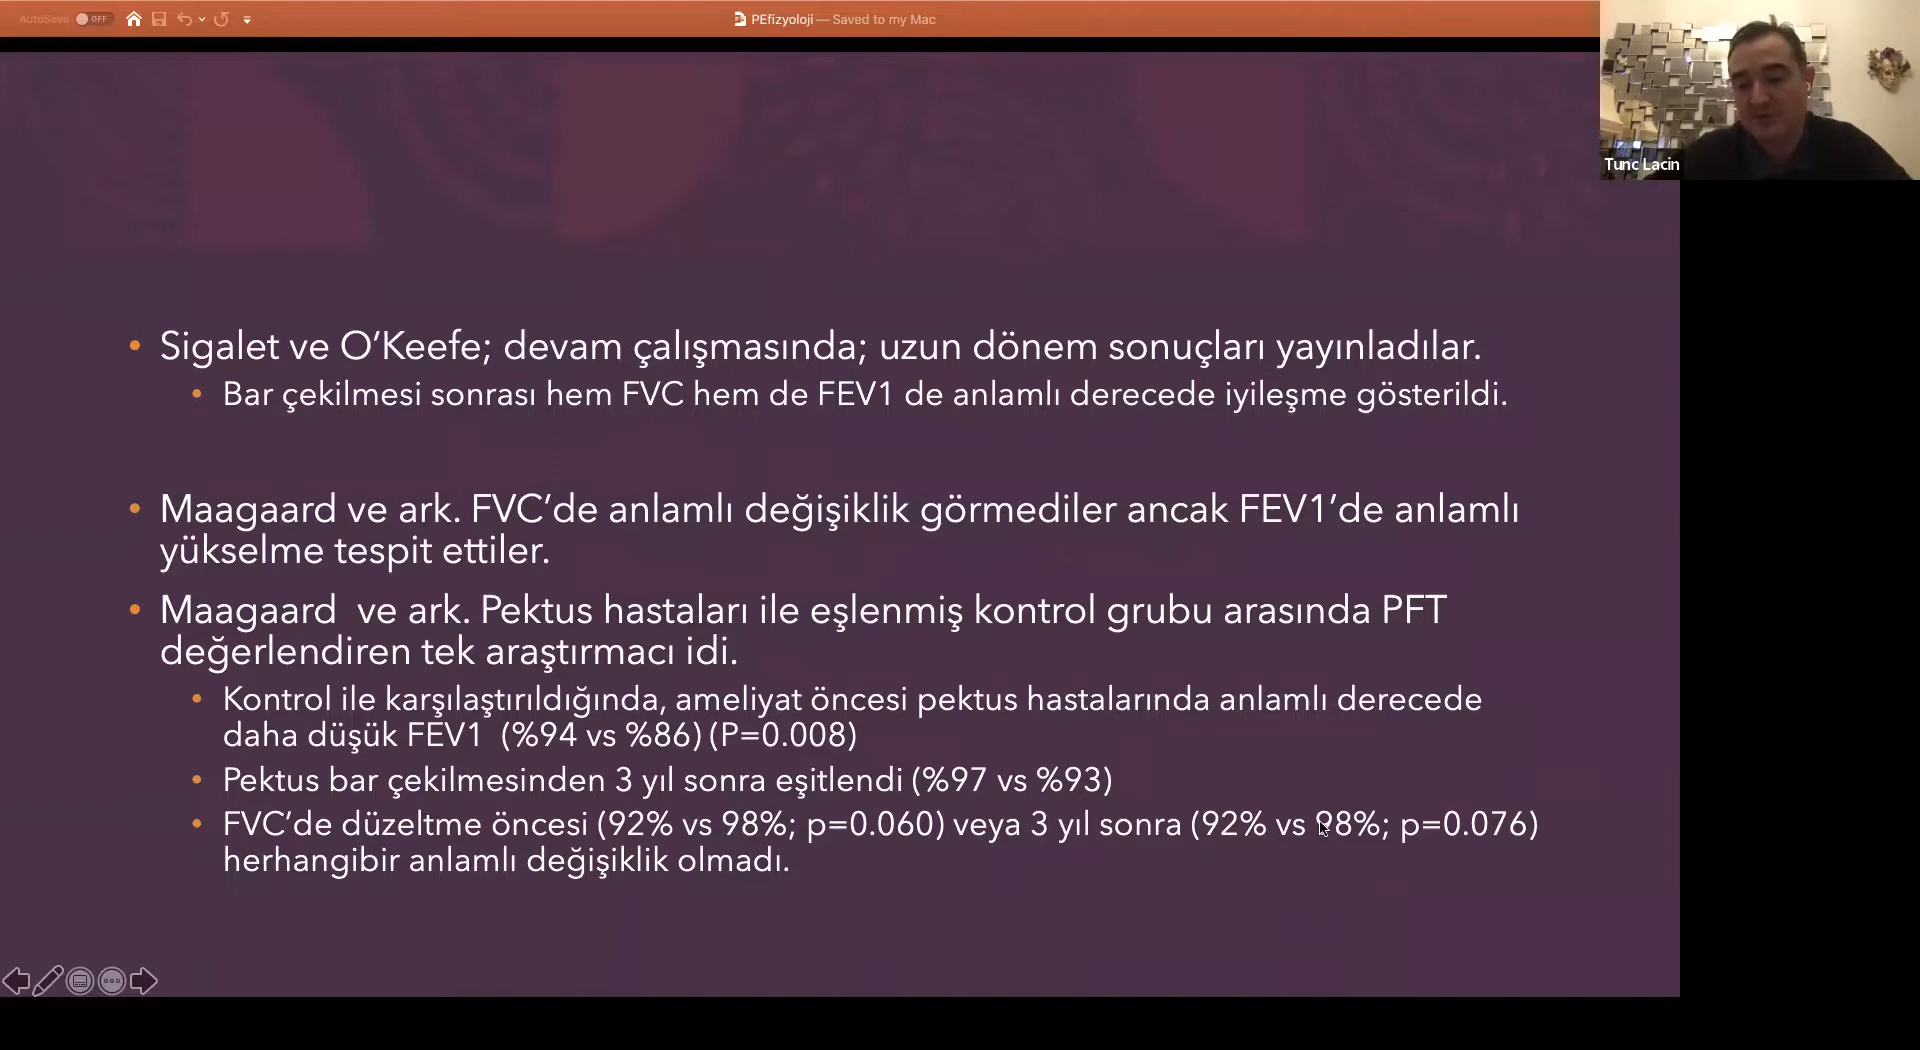 AutoSave OFF
PEfizyoloji — Saved to my Mac
Tunc Lacin
• Sigalet ve O’Keefe; devam çalışmasında; uzun dönem sonuçları yayınladılar.
• Bar çekilmesi sonrası hem FVC hem de FEV1 de anlamlı derecede iyileşme gösterildi.
• Maagaard ve ark. FVC’de anlamlı değişiklik görmediler ancak FEV1’de anlamlı
yükselme tespit ettiler.
• Maagaard  ve ark. Pektus hastaları ile eşlenmiş kontrol grubu arasında PFT
değerlendiren tek araştırmacı idi.
• Kontrol ile karşılaştırıldığında, ameliyat öncesi pektus hastalarında anlamlı derecede
daha düşük FEV1  (%94 vs %86) (P=0.008)
• Pektus bar çekilmesinden 3 yıl sonra eşitlendi (%97 vs %93)
• FVC’de düzeltme öncesi (92% vs 98%; p=0.060) veya 3 yıl sonra (92% vs 98%; p=0.076)
herhangibir anlamlı değişiklik olmadı.